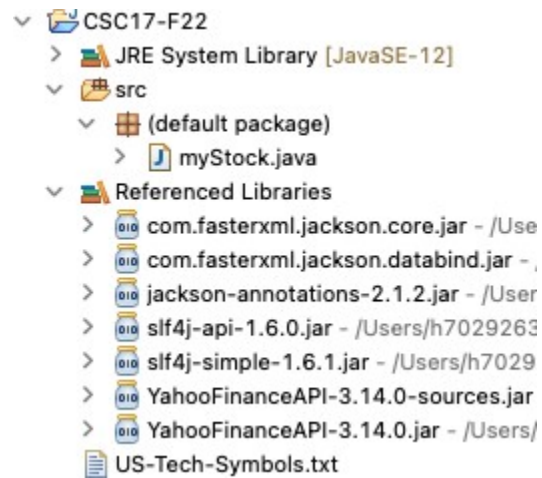 CSC17-F22
JRE System Library [JavaSE-12]
src
(default package)
myStock.java
Referenced Libraries
com.fasterxml.jackson.core.jar - /Use
com.fasterxml.jackson.databind.jar - /
jackson-annotations-2.1.2.jar - /User
slf4j-api-1.6.0.jar - /Users/h7029263
slf4j-simple-1.6.1.jar - /Users/h7029
YahooFinanceAPI-3.14.0-sources.jar
YahooFinanceAPI-3.14.0.jar - /Users/
US-Tech-Symbols.txt